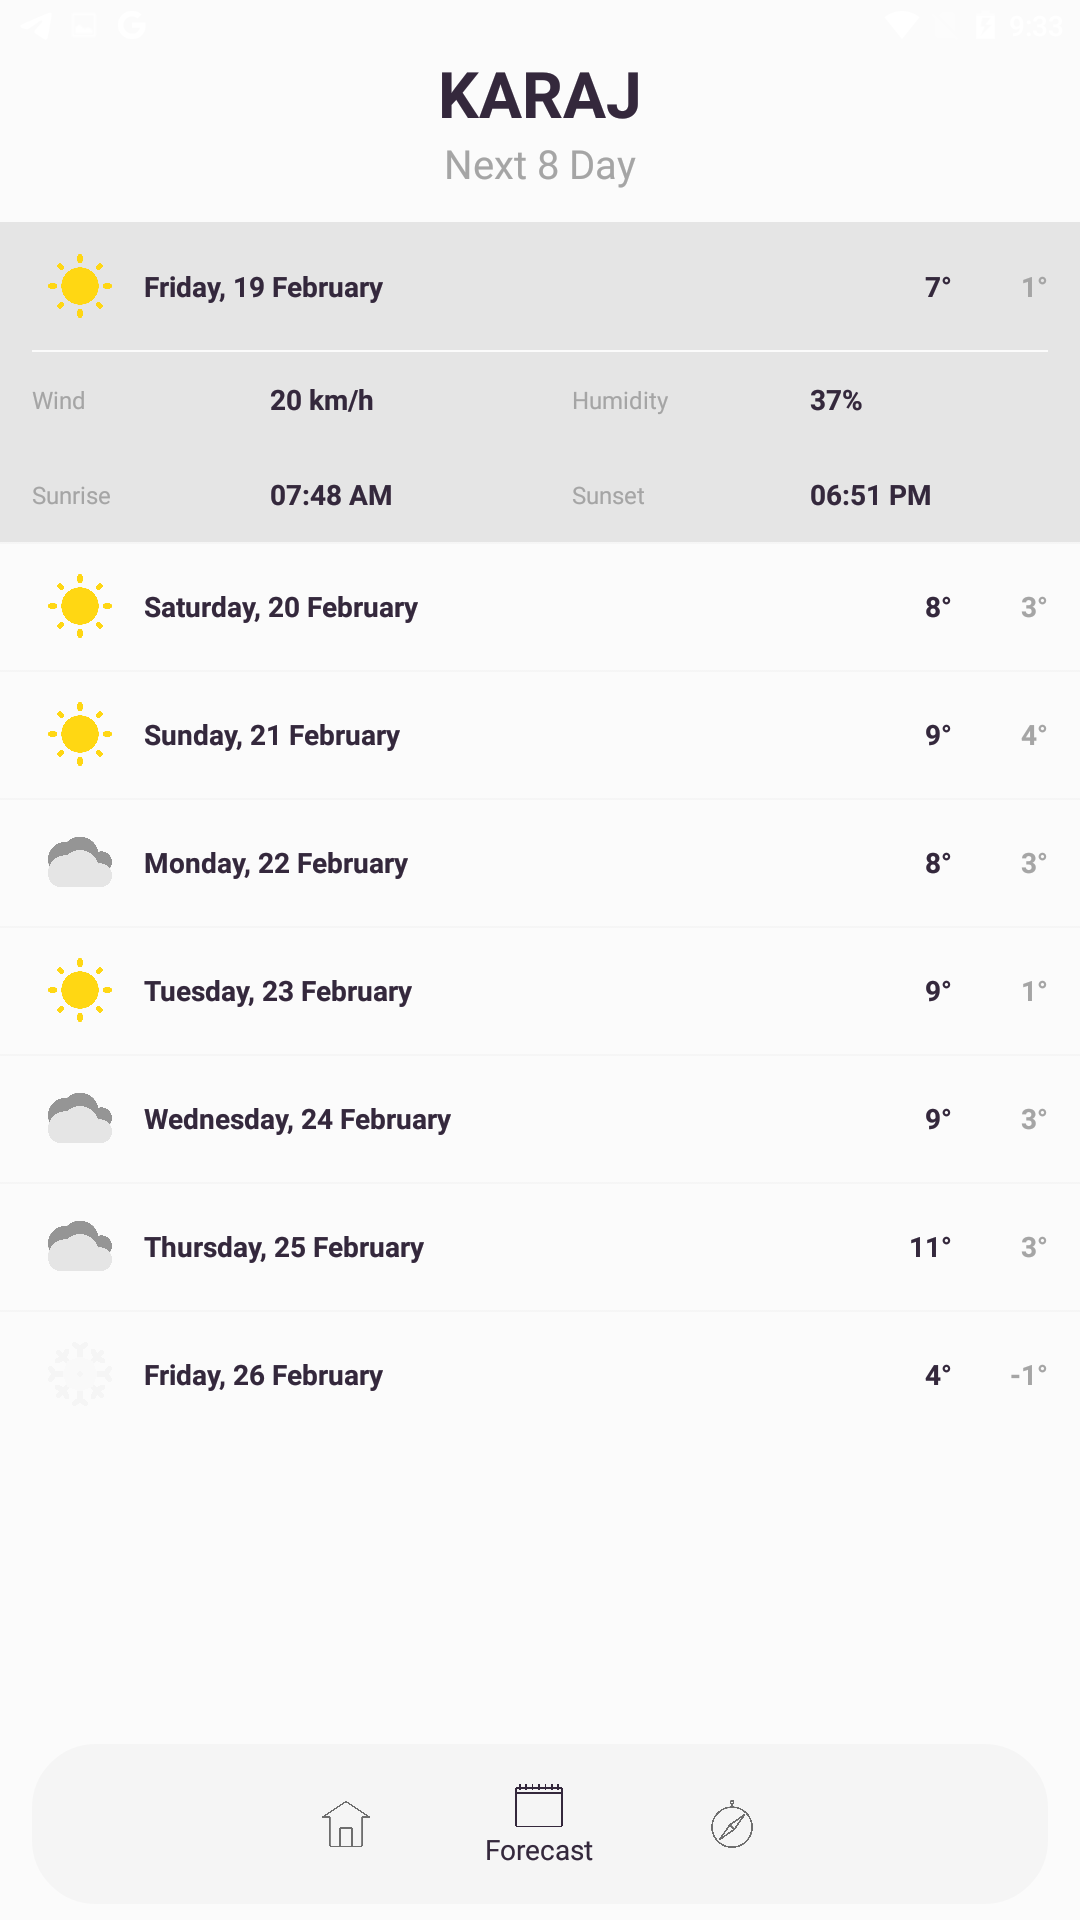 9:33
KARAJ
Next 8 Day
Friday, 19 February 7° 1°
Wind 20 km/h Humidity 37%
Sunrise 07:48 AM Sunset 06:51 PM
Saturday, 20 February 8° 3°
Sunday, 21 February 9° 4°
Monday, 22 February 8° 3°
Tuesday, 23 February 9° 1°
Wednesday, 24 February 9° 3°
Thursday, 25 February 11° 3°
Friday, 26 February 4° -1°
Forecast